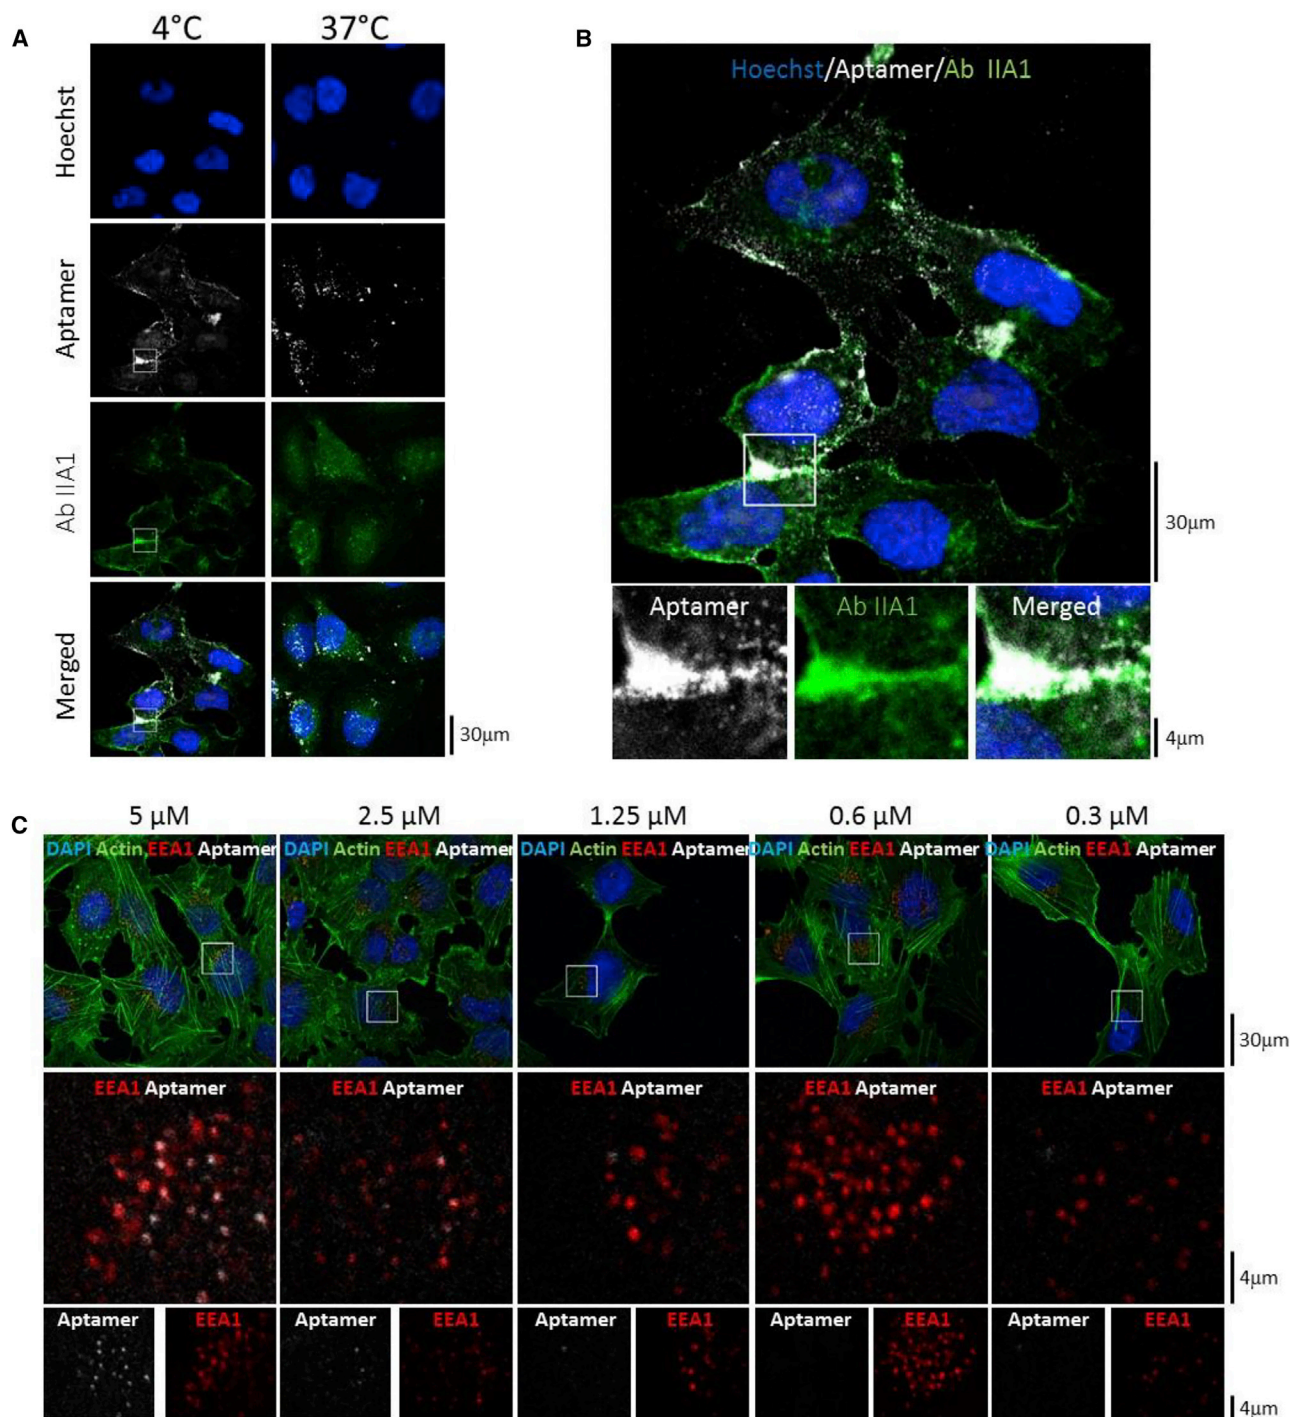 A
4°C
37°C
Hoechst
Aptamer
Ab IIA1
Merged
30μm
B
Hoechst/Aptamer/Ab IIA1
30μm
Aptamer
Ab IIA1
Merged
4μm
C
5 μM
2.5 μM
1.25 μM
0.6 μM
0.3 μM
DAPI Actin EEA1 Aptamer
DAPI Actin EEA1 Aptamer
DAPI Actin EEA1 Aptamer
DAPI Actin EEA1 Aptamer
DAPI Actin EEA1 Aptamer
30μm
EEA1 Aptamer
EEA1 Aptamer
EEA1 Aptamer
EEA1 Aptamer
EEA1 Aptamer
4μm
Aptamer
EEA1
Aptamer
EEA1
Aptamer
EEA1
Aptamer
EEA1
Aptamer
EEA1
4μm